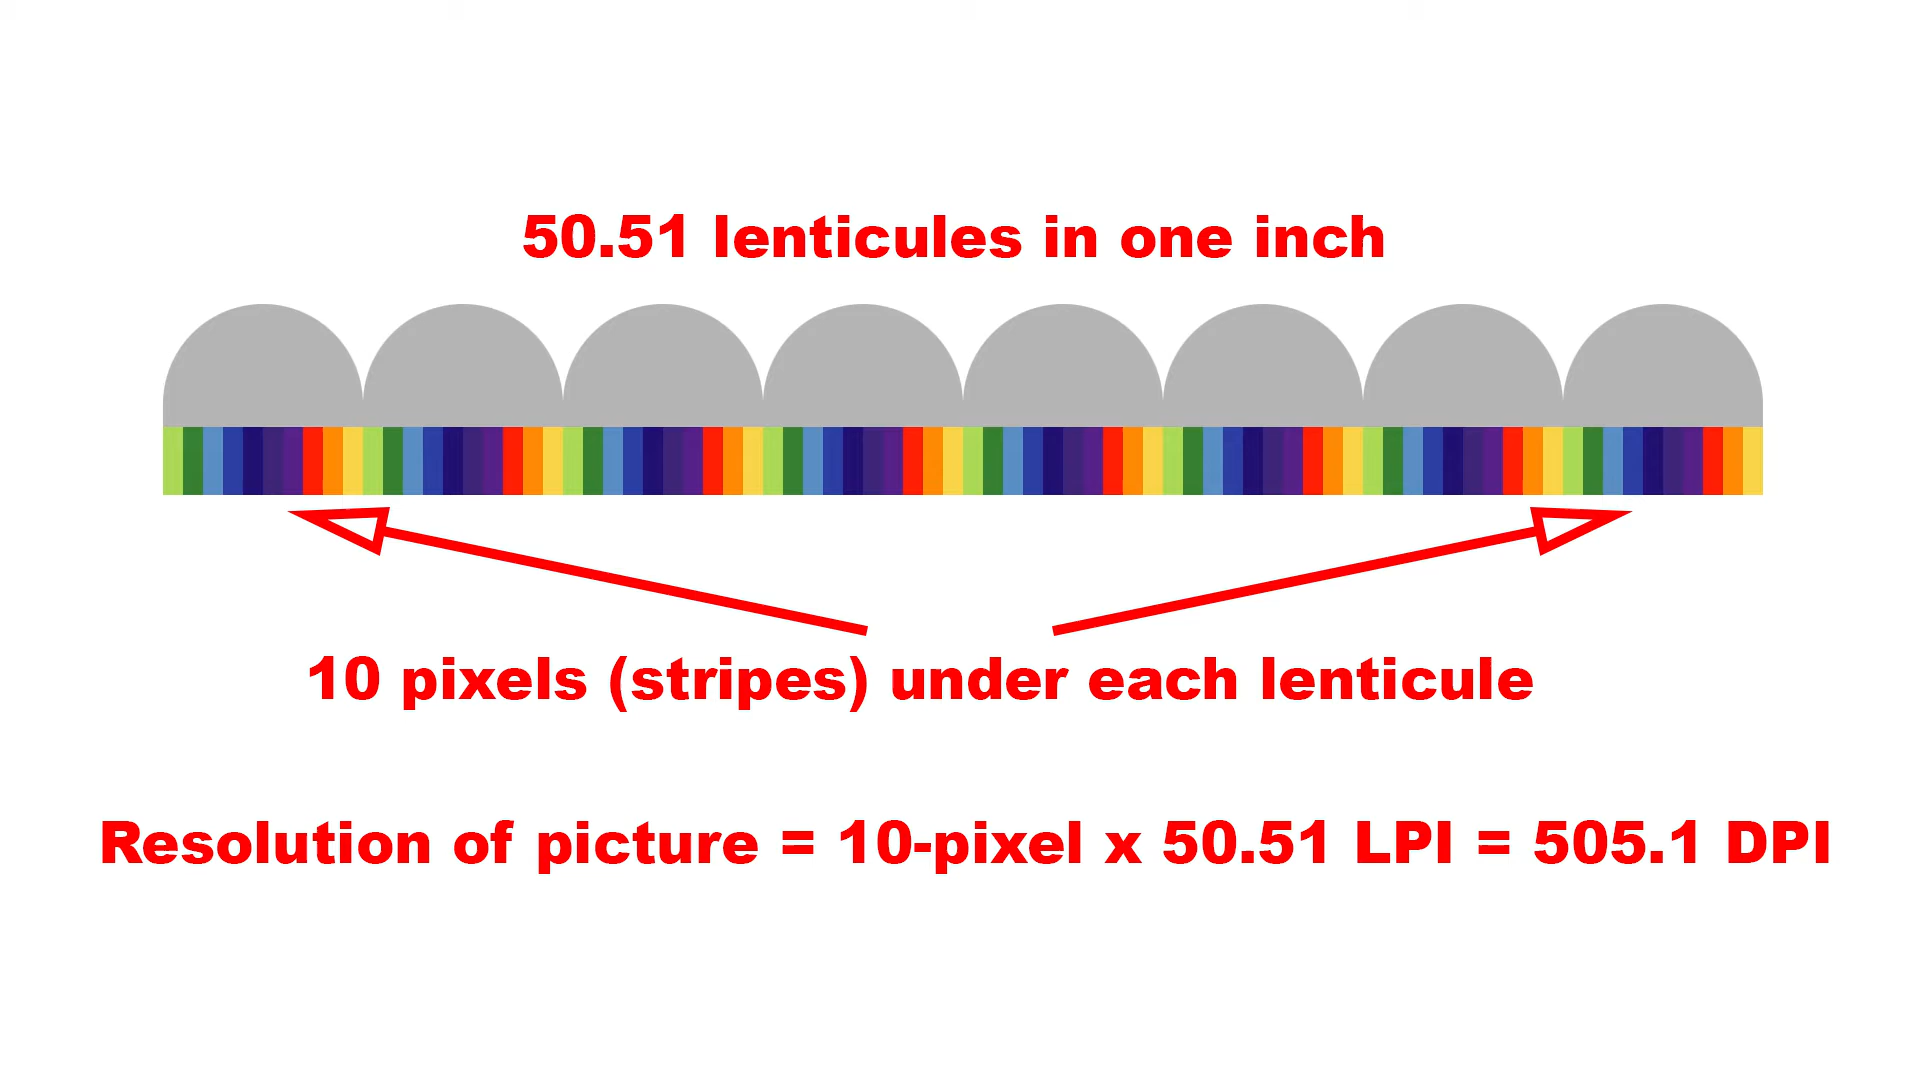 50.51 lenticules in one inch
10 pixels (stripes) under each lenticule
Resolution of picture = 10-pixel x 50.51 LPI = 505.1 DPI